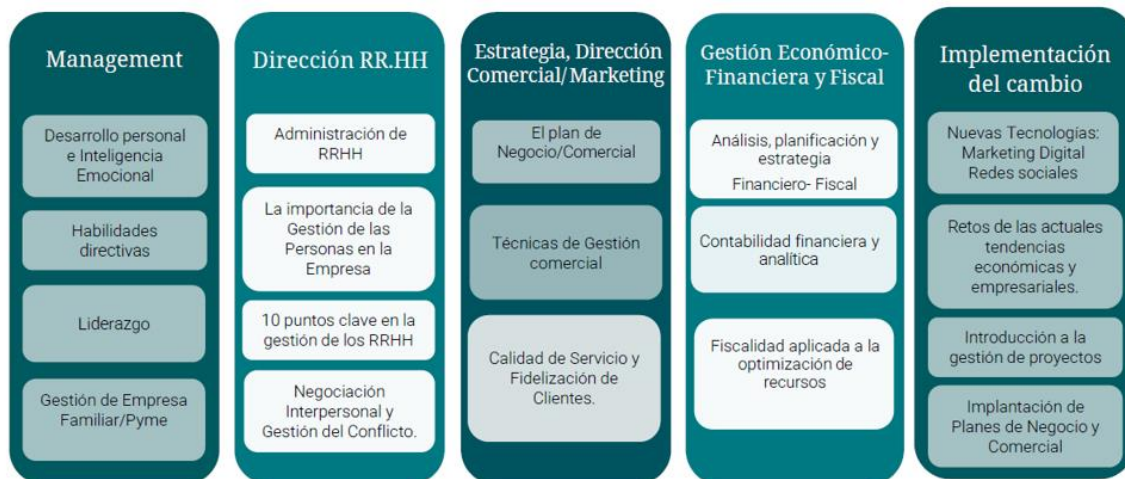 Management
Desarrollo personal
e Inteligencia
Emocional
Habilidades
directivas
Liderazgo
Gestión de Empresa
Familiar/Pyme
Dirección RR.HH
Administración de
RRHH
La importancia de la
Gestión de las
Personas en la
Empresa
10 puntos clave en la
gestión de los RRHH
Negociación
Interpersonal y
Gestión del Conflicto.
Estrategia, Dirección
Comercial/Marketing
El plan de
Negocio/Comercial
Técnicas de Gestión
comercial
Calidad de Servicio y
Fidelización de
Clientes.
Gestión Económico-
Financiera y Fiscal
Análisis, planificación y
estrategia
Financiero- Fiscal
Contabilidad financiera y
analítica
Fiscalidad aplicada a la
optimización de
recursos
Implementación
del cambio
Nuevas Tecnologías:
Marketing Digital
Redes sociales
Retos de las actuales
tendencias
económicas y
empresariales.
Introducción a la
gestión de proyectos
Implantación de
Planes de Negocio y
Comercial